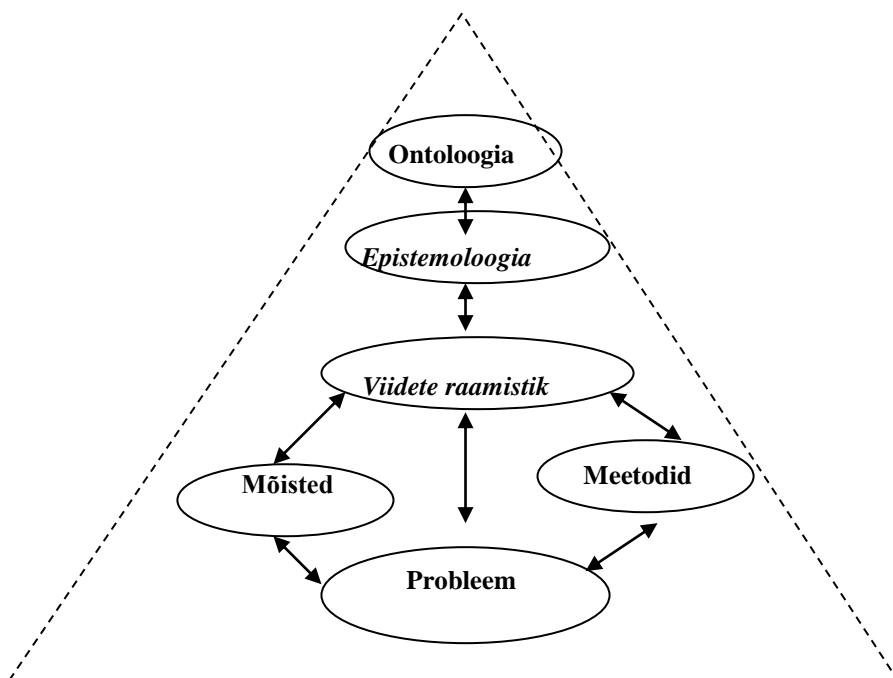 Ontoloogia
Epistemoloogia
Viidete raamistik
Mõisted
Meetodid
Probleem